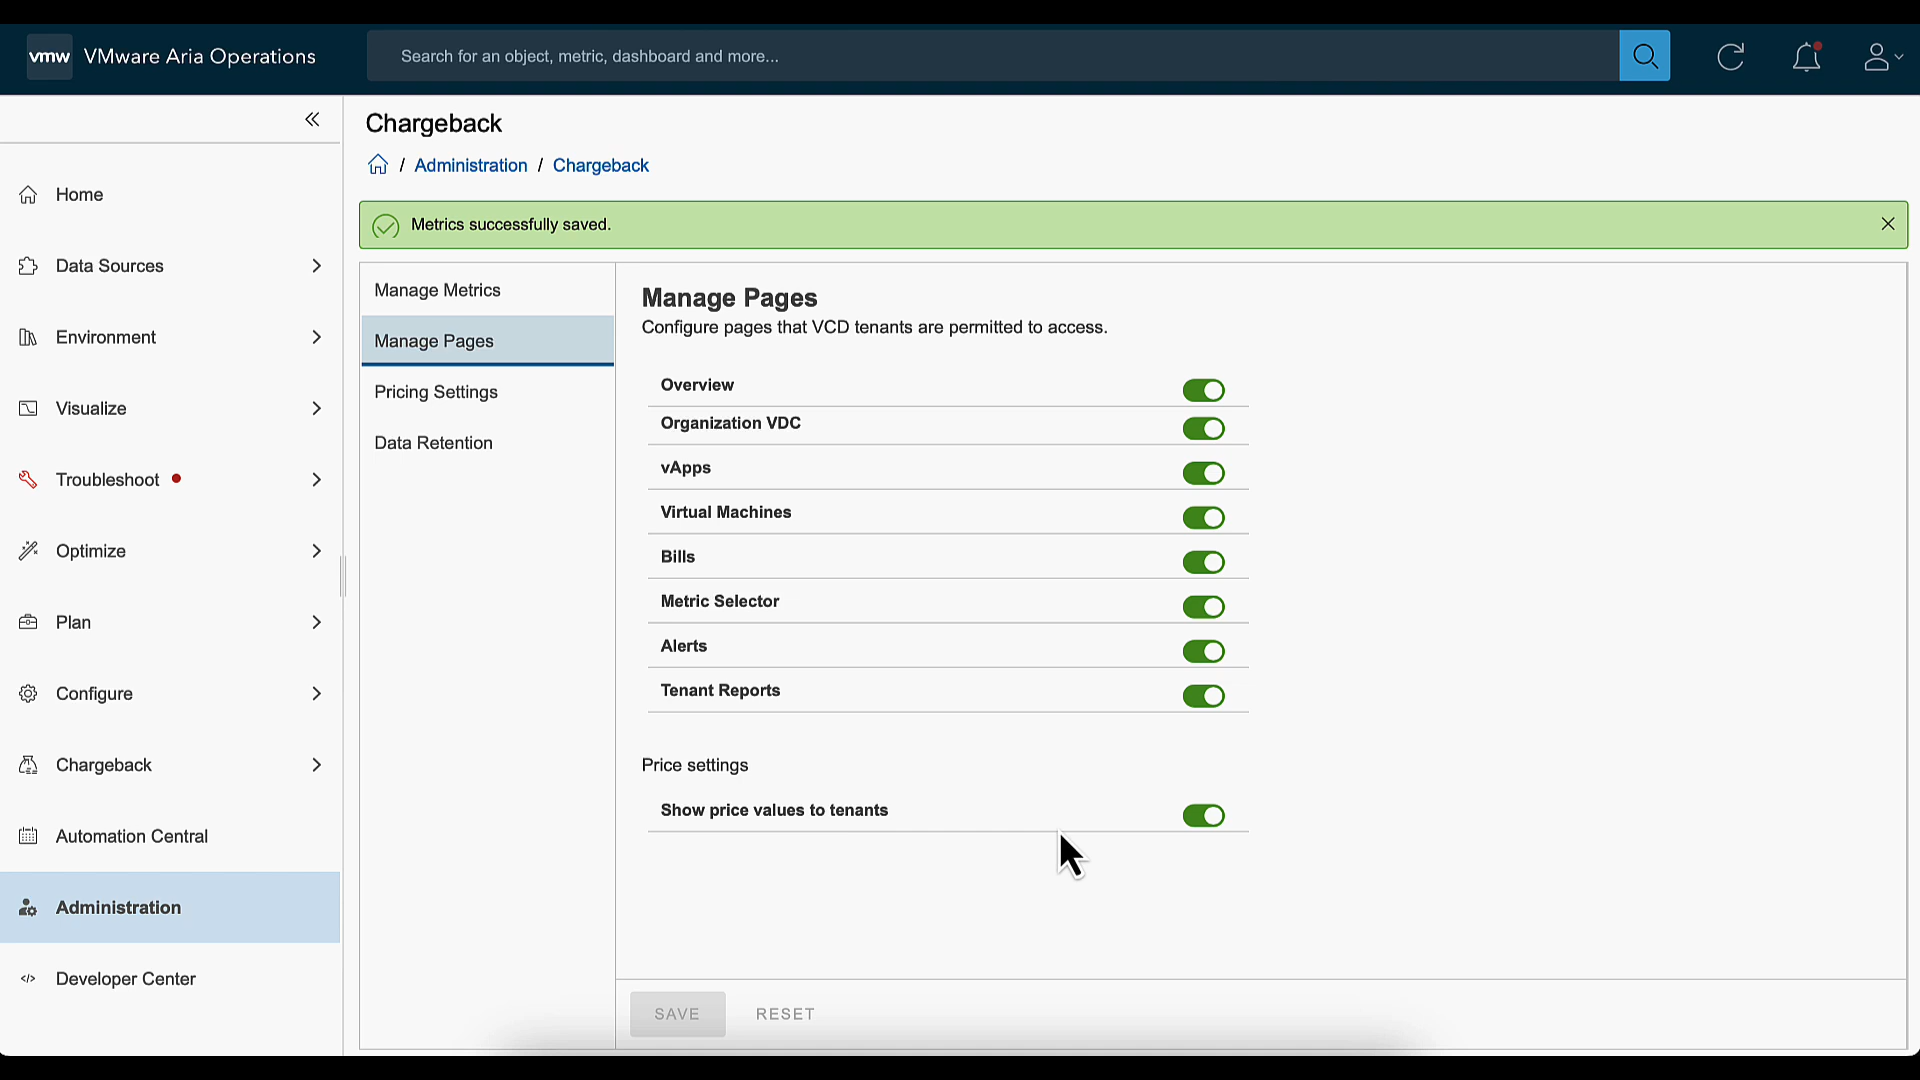 vmw VMware Aria Operations
Search for an object, metric, dashboard and more...
Chargeback
/ Administration / Chargeback
Metrics successfully saved.
Home
Data Sources
Environment
Visualize
Troubleshoot
Optimize
Plan
Configure
Chargeback
Automation Central
Administration
</> Developer Center
Manage Metrics
Manage Pages
Pricing Settings
Data Retention
Manage Pages
Configure pages that VCD tenants are permitted to access.
Overview
Organization VDC
vApps
Virtual Machines
Bills
Metric Selector
Alerts
Tenant Reports
Price settings
Show price values to tenants
SAVE RESET